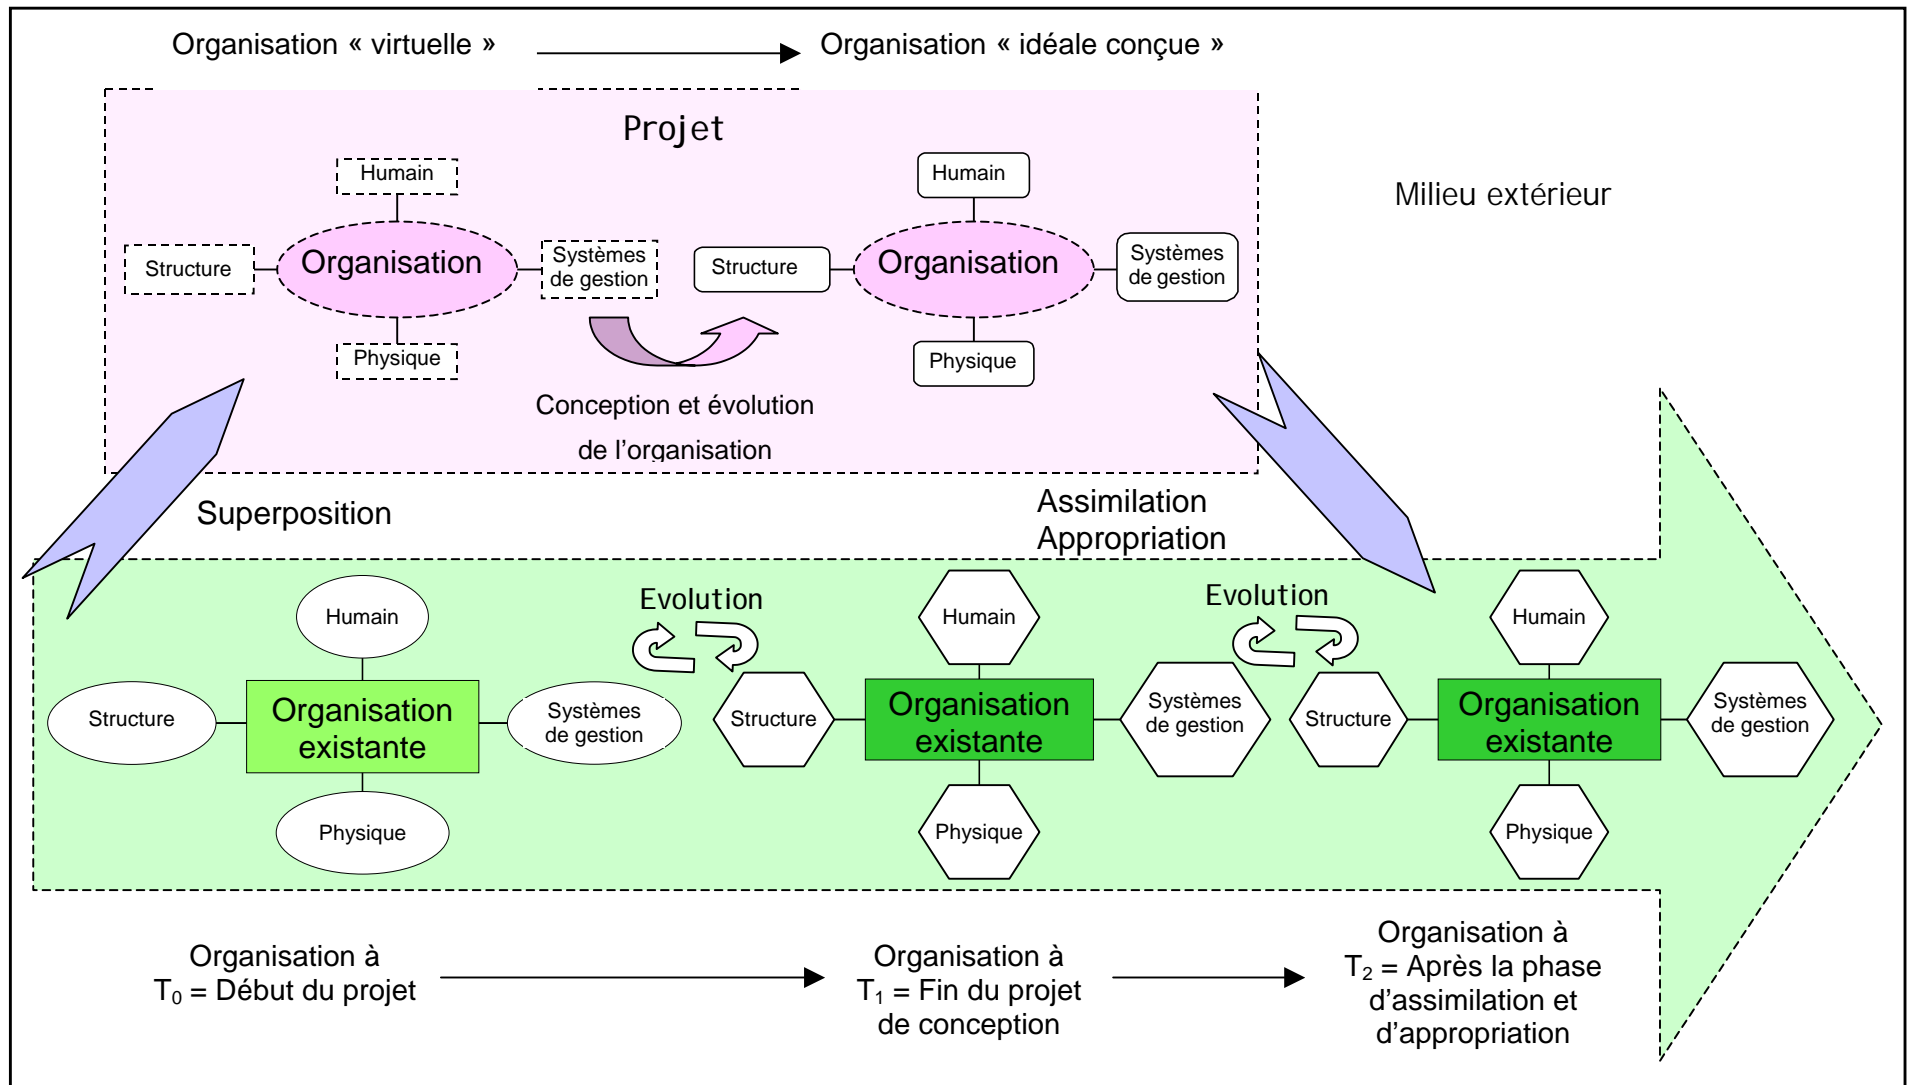 Organisation « virtuelle »
Organisation « idéale conçue »
Projet
Milieu extérieur
Humain
Structure
Organisation
Systèmes
de gestion
Physique
Humain
Structure
Organisation
Systèmes
de gestion
Physique
Conception et évolution
de l’organisation
Superposition
Assimilation
Appropriation
Humain
Structure
Organisation
existante
Systèmes
de gestion
Physique
Evolution
Humain
Structure
Organisation
existante
Systèmes
de gestion
Physique
Evolution
Humain
Structure
Organisation
existante
Systèmes
de gestion
Physique
Organisation à
T₀ = Début du projet
Organisation à
T₁ = Fin du projet
de conception
Organisation à
T₂ = Après la phase
d’assimilation et
d’appropriation